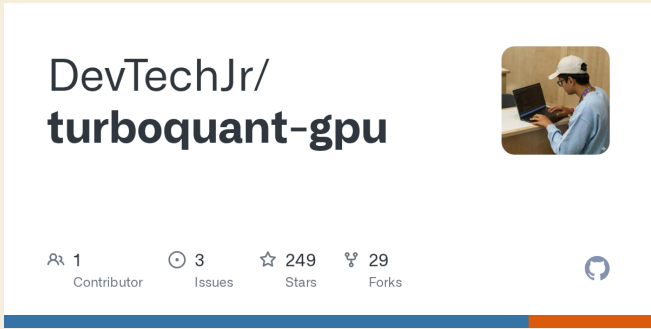 DevTechJr/
turboquant-gpu
1
Contributor
3
Issues
249
Stars
29
Forks